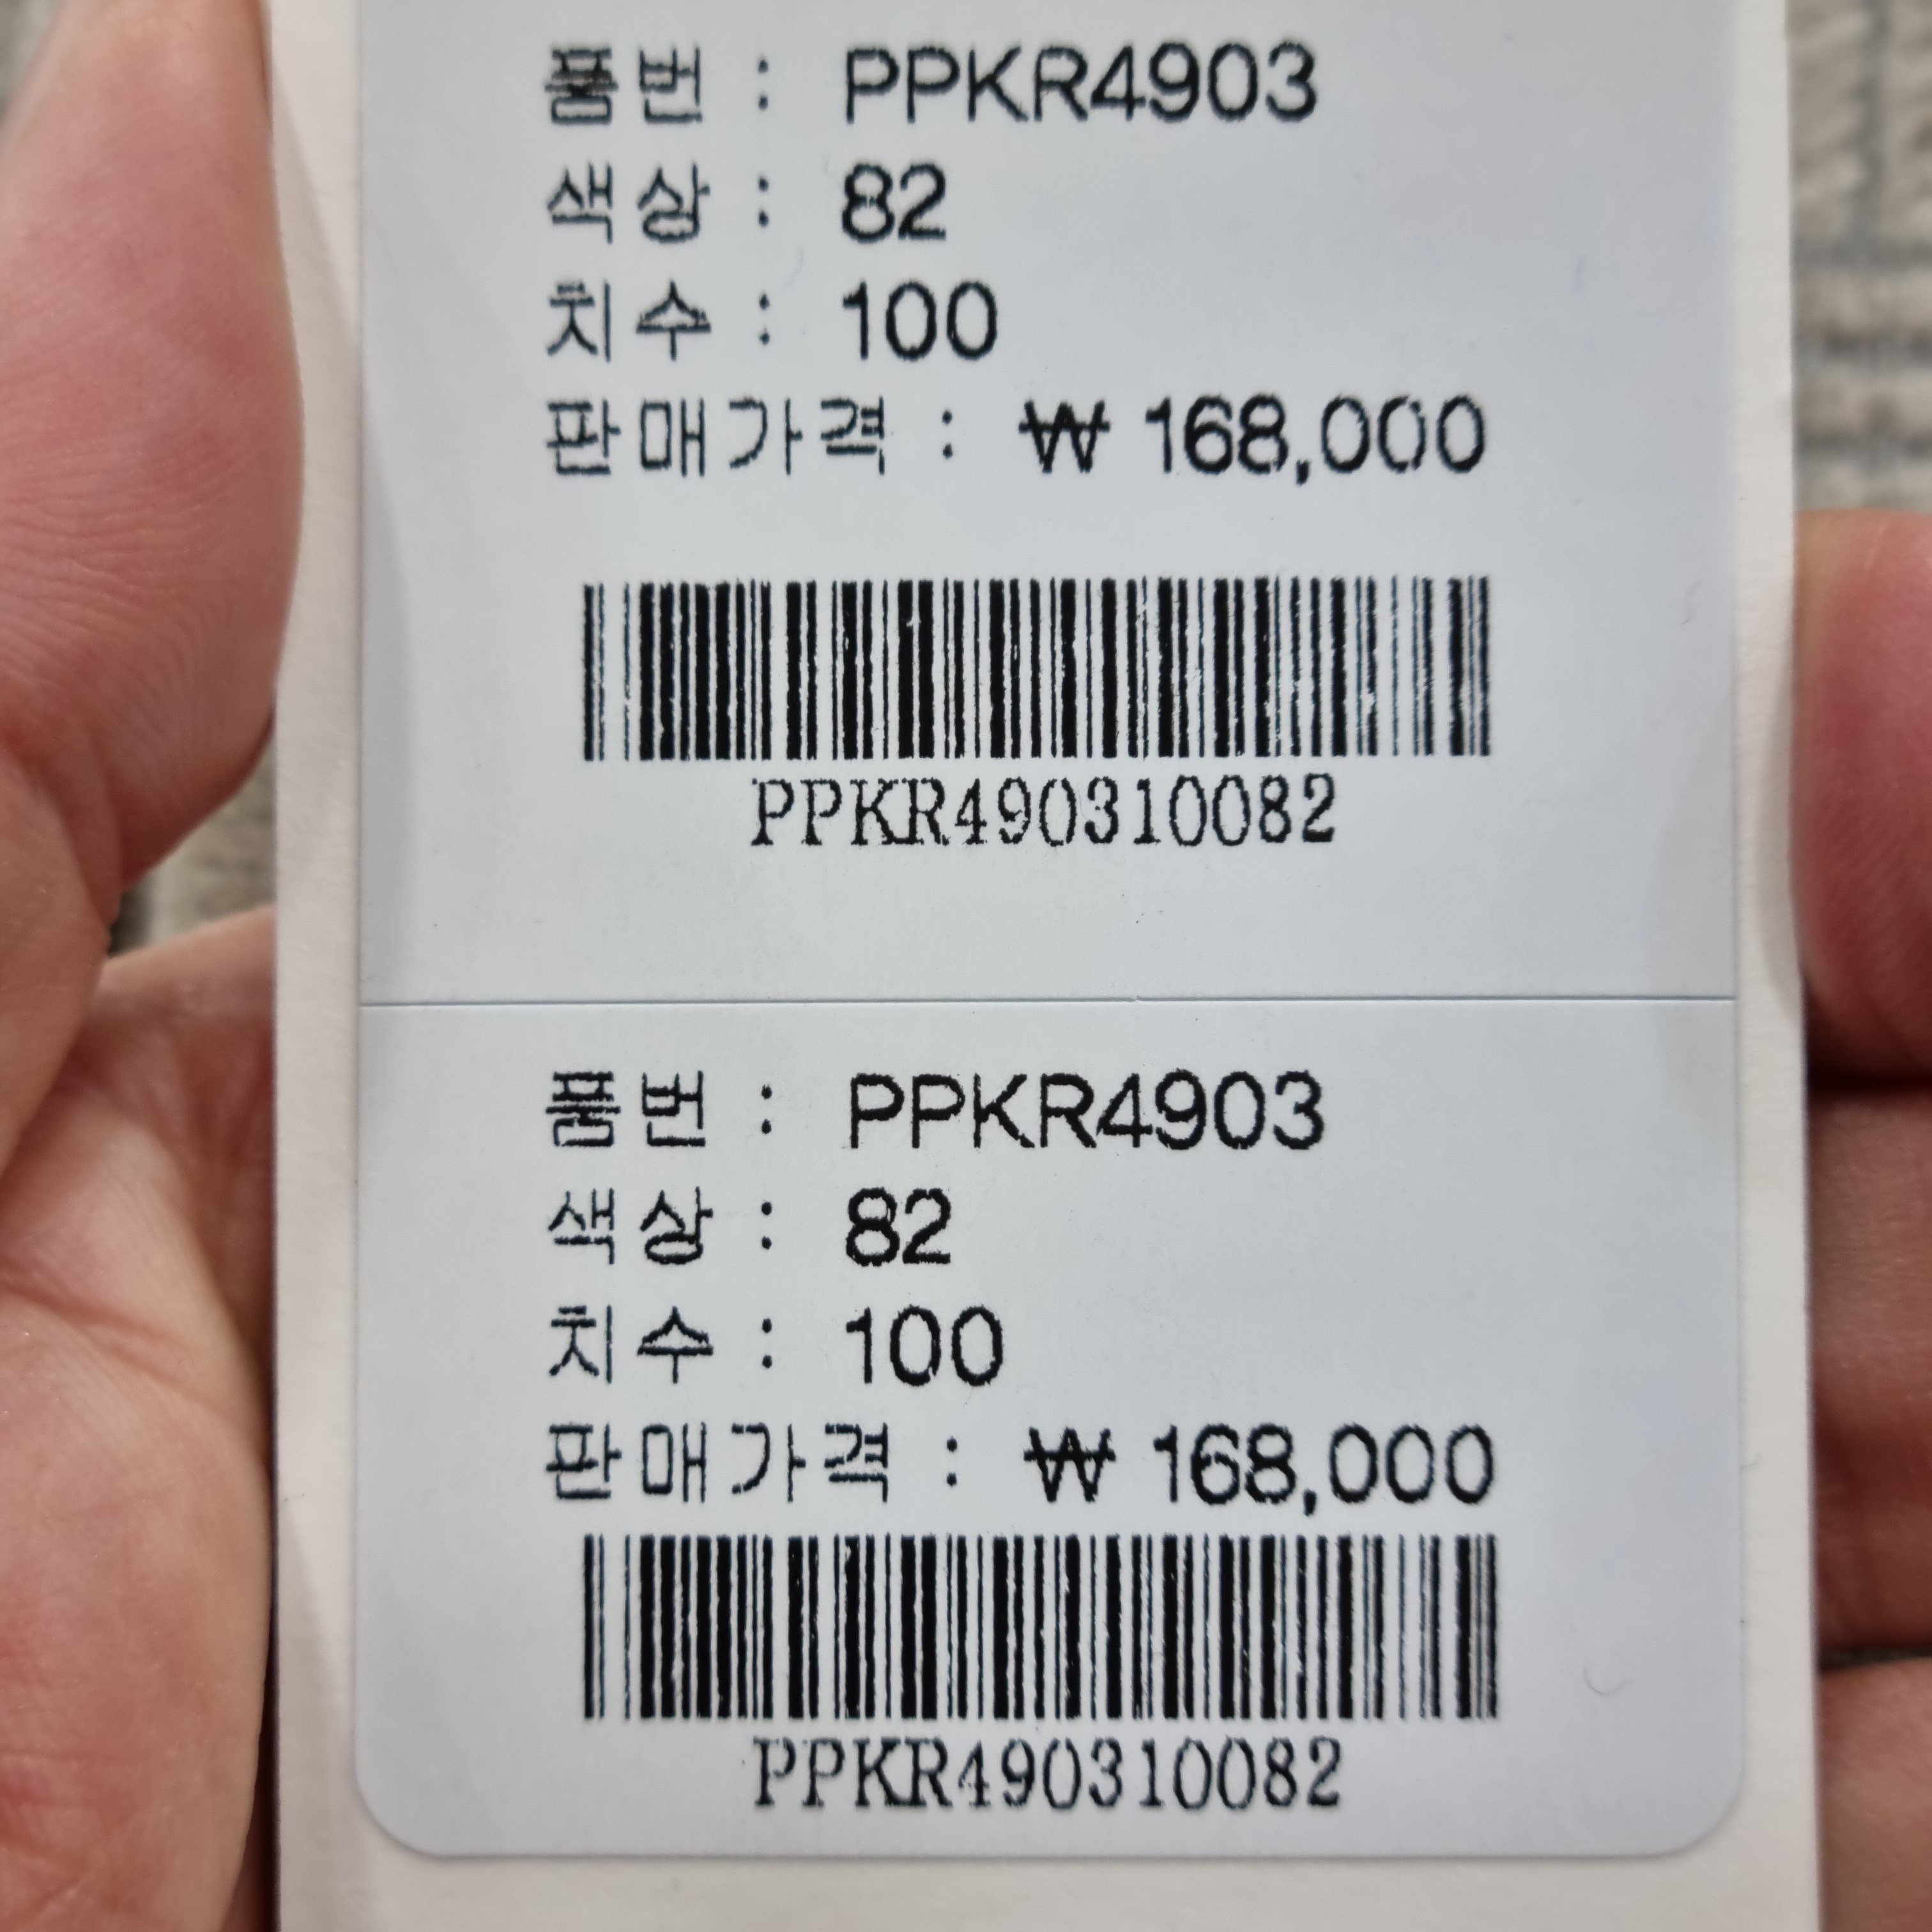 품번 : PPKR4903
색상 : 82
치수 : 100
판매가격 : ₩ 168,000
PPKR490310082
품번 : PPKR4903
색상 : 82
치수 : 100
판매가격 : ₩ 168,000
PPKR490310082